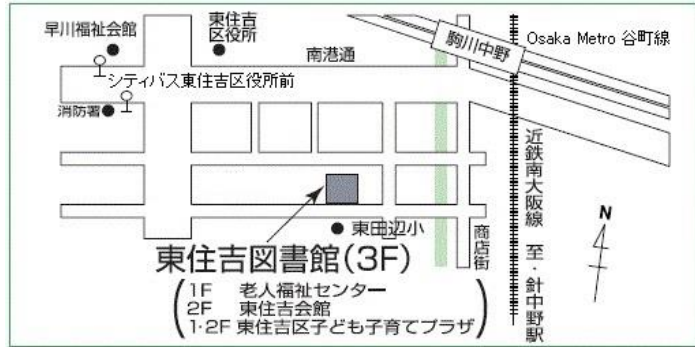 早川福祉会館
東住吉
区役所
南港通
駒川中野
Osaka Metro 谷町線
シティバス東住吉区役所前
消防署
近鉄南大阪線 至・針中野駅
N
東田辺小
商店街
東住吉図書館(3F)
1F 老人福祉センター
2F 東住吉会館
1・2F 東住吉区子ども子育てプラザ